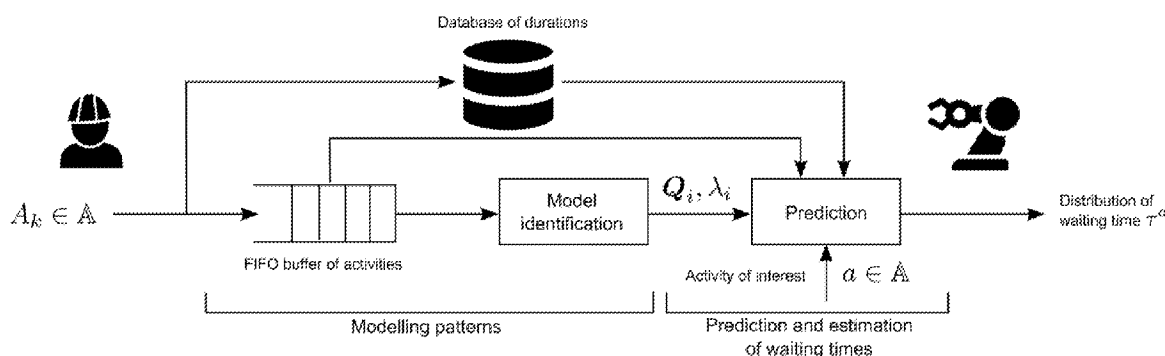 Database of durations
A_k ∈ 𝔸
FIFO buffer of activities
Model
identification
Q_i, λ_i
Prediction
Distribution of
waiting time τ^a
Activity of interest
a ∈ 𝔸
Modelling patterns
Prediction and estimation
of waiting times